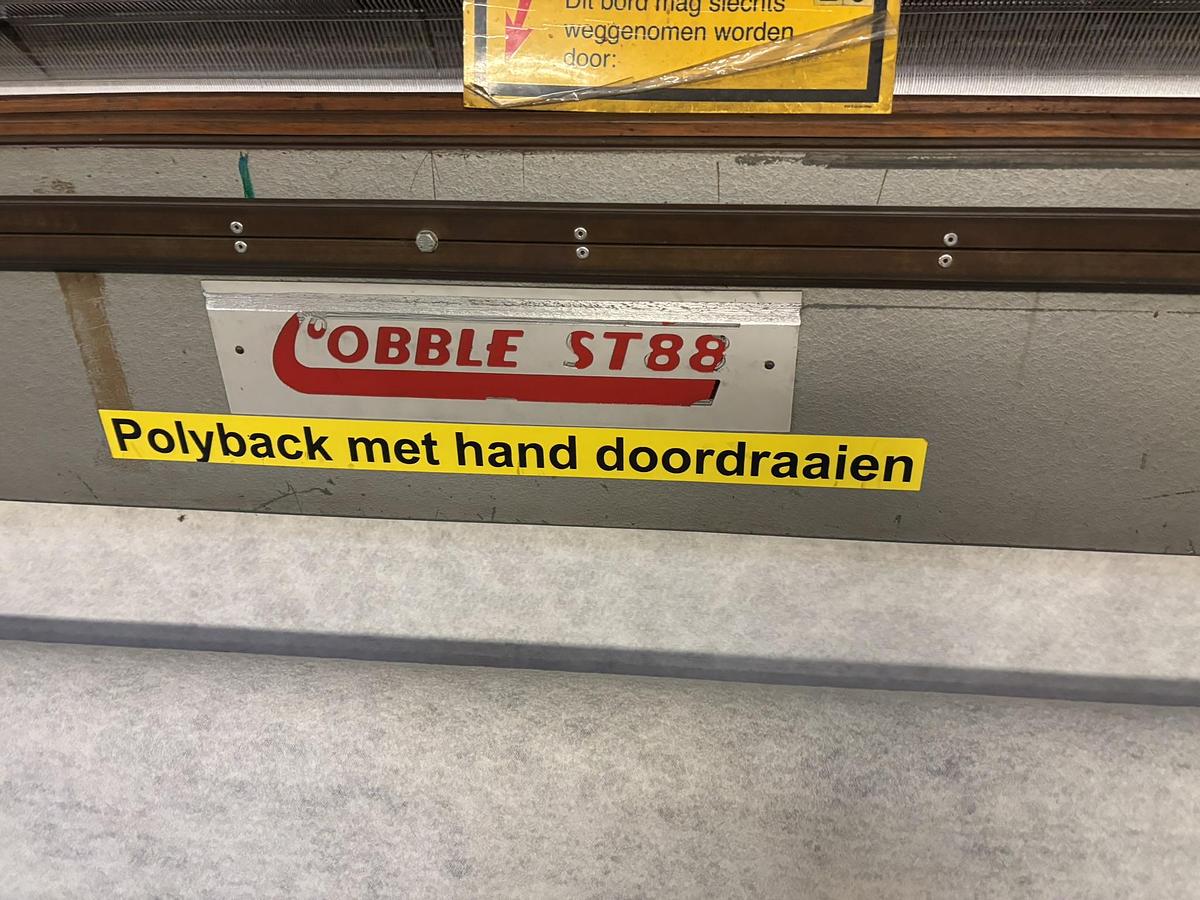 Dit bord mag slechts
weggenomen worden
door:
COBBLE ST88
Polyback met hand doordraaien